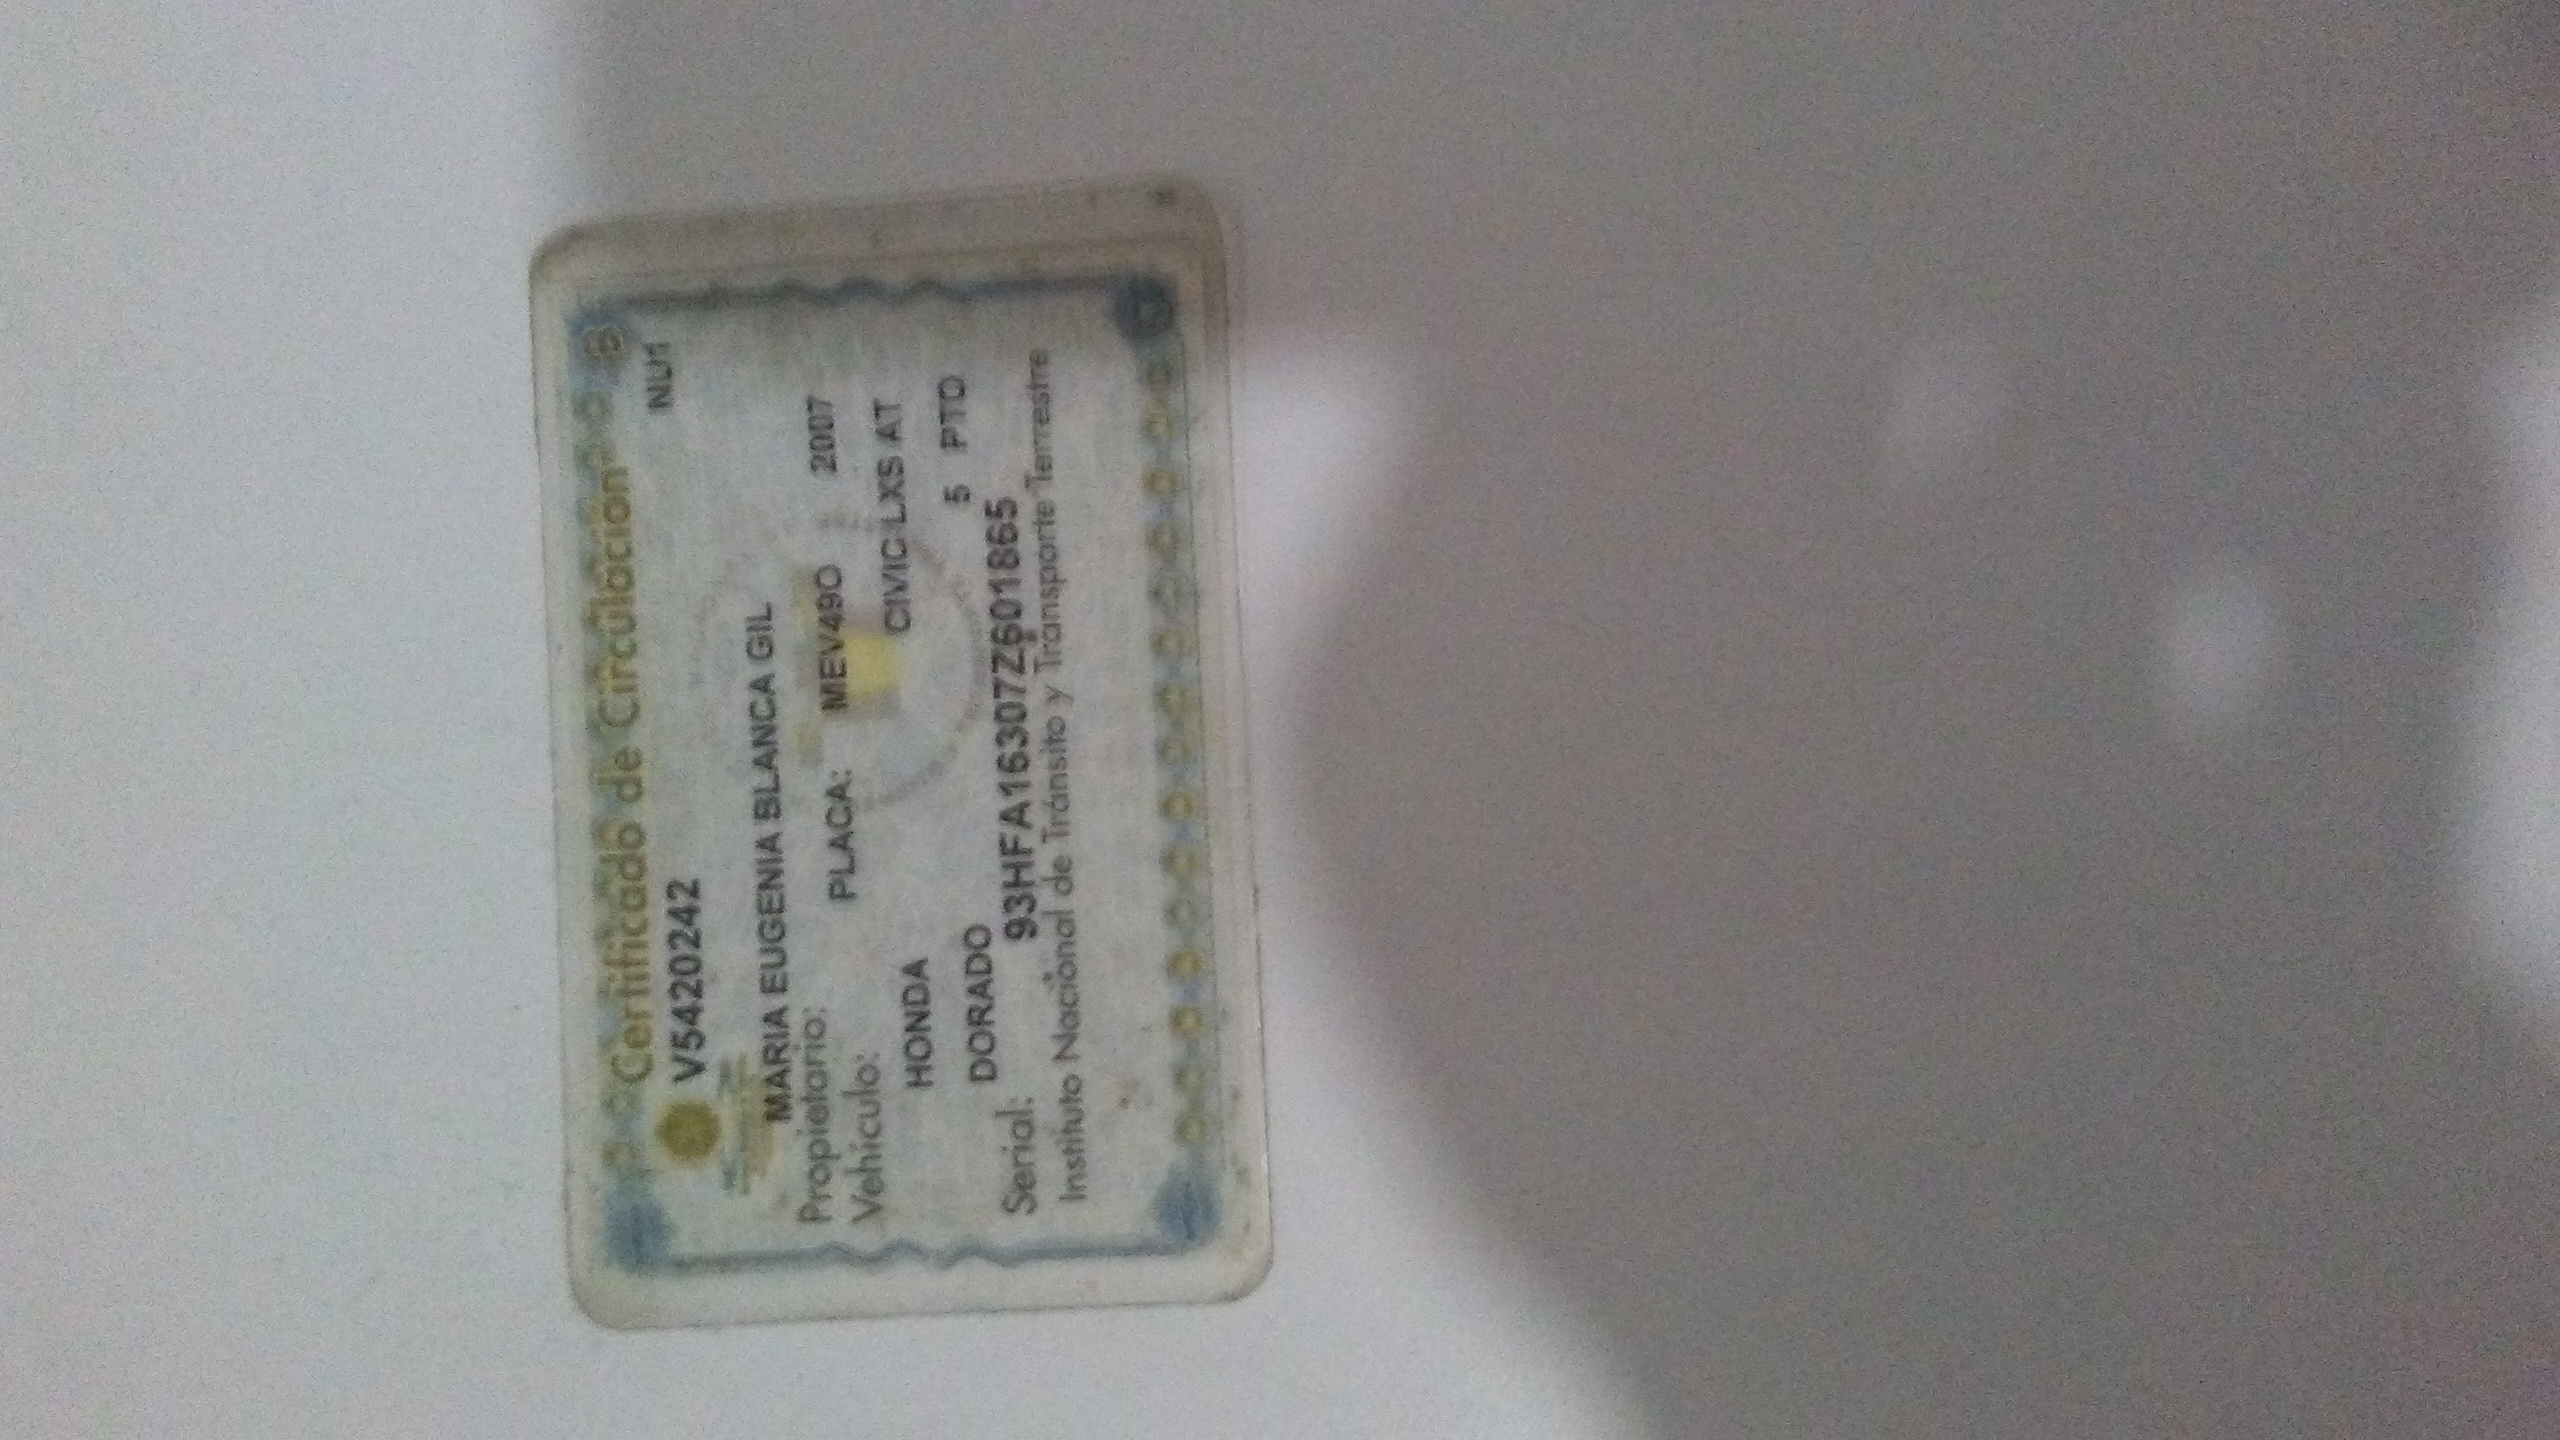 Certificado de Circulación B
V5420242 NU1
MARIA EUGENIA BLANCA GIL
Propietario:
PLACA: MEV49O 2007
Vehículo:
HONDA CIVIC LXS AT
DORADO 5 PTO
Serial: 93HFA16307Z601865
Instituto Nacional de Tránsito y Transporte Terrestre